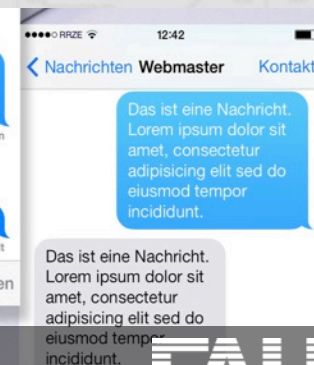 RRZE 12:42
Nachrichten Webmaster Kontakt
Das ist eine Nachricht.
Lorem ipsum dolor sit
amet, consectetur
adipisicing elit sed do
eiusmod tempor
incididunt.
Das ist eine Nachricht.
Lorem ipsum dolor sit
amet, consectetur
adipisicing elit sed do
eiusmod tempor
incididunt.
en